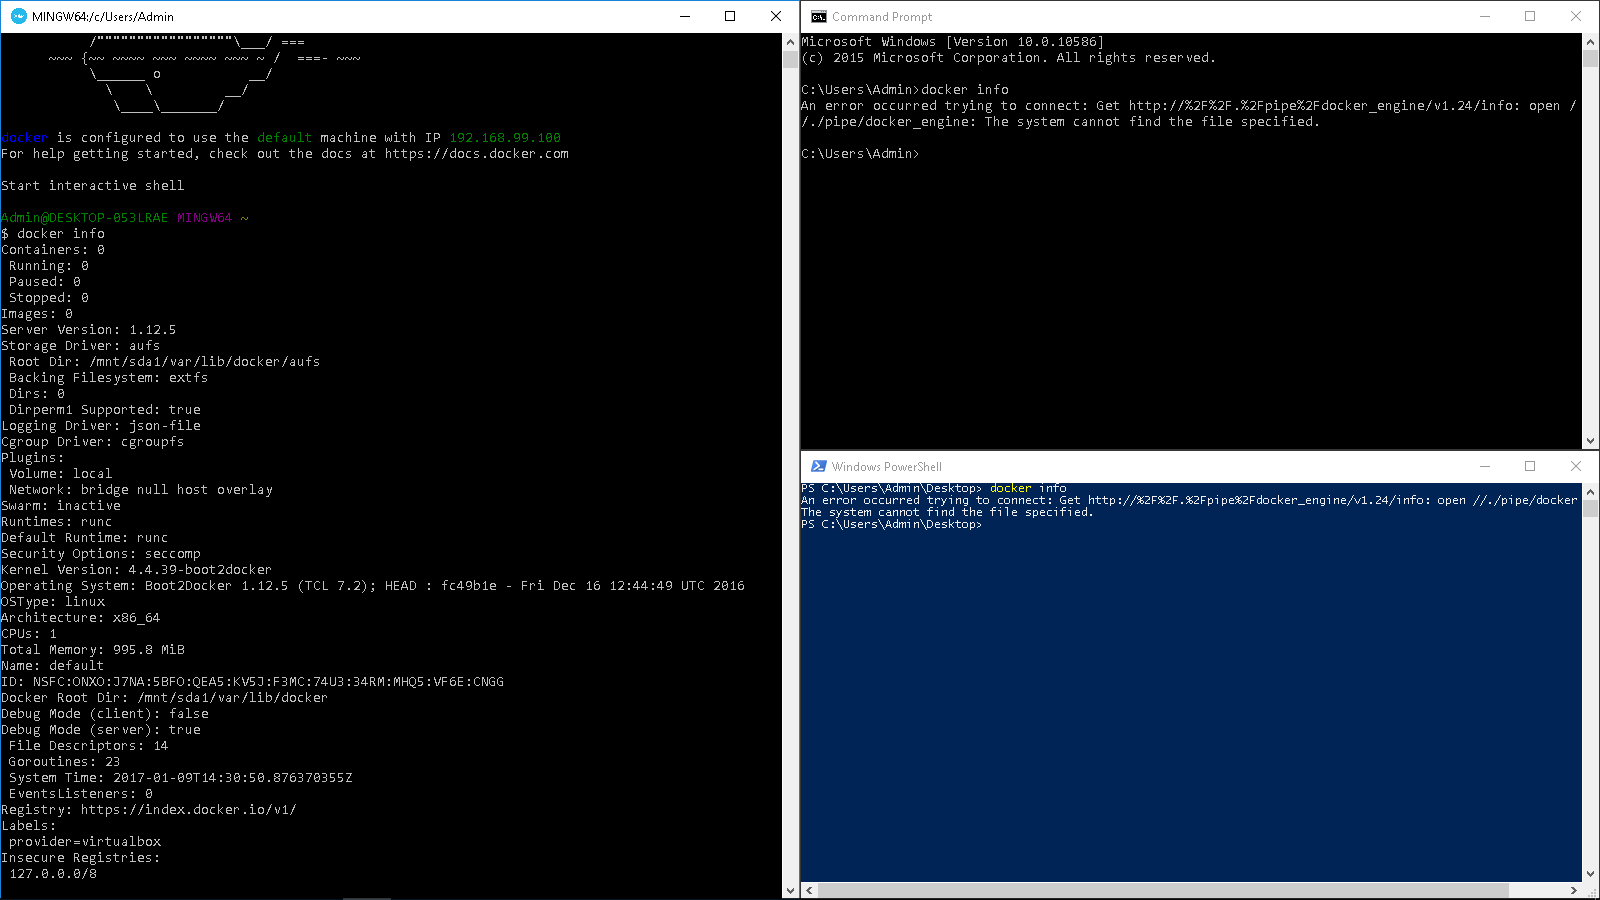 MINGW64:/c/Users/Admin
           /"""""""""""""""""\___/ ===
      ~~~ {~~ ~~~~ ~~~ ~~~~ ~~~ ~ /  ===- ~~~
           \______ o           __/
             \    \         __/
              \____\_______/
docker is configured to use the default machine with IP 192.168.99.100
For help getting started, check out the docs at https://docs.docker.com
Start interactive shell
Admin@DESKTOP-053LRAE MINGW64 ~
$ docker info
Containers: 0
 Running: 0
 Paused: 0
 Stopped: 0
Images: 0
Server Version: 1.12.5
Storage Driver: aufs
 Root Dir: /mnt/sda1/var/lib/docker/aufs
 Backing Filesystem: extfs
 Dirs: 0
 Dirperm1 Supported: true
Logging Driver: json-file
Cgroup Driver: cgroupfs
Plugins:
 Volume: local
 Network: bridge null host overlay
Swarm: inactive
Runtimes: runc
Default Runtime: runc
Security Options: seccomp
Kernel Version: 4.4.39-boot2docker
Operating System: Boot2Docker 1.12.5 (TCL 7.2); HEAD : fc49b1e - Fri Dec 16 12:44:49 UTC 2016
OSType: linux
Architecture: x86_64
CPUs: 1
Total Memory: 995.8 MiB
Name: default
ID: NSFC:ONXO:J7NA:5BFO:QEA5:KV5J:F3MC:74U3:34RM:MHQ5:VF6E:CNGG
Docker Root Dir: /mnt/sda1/var/lib/docker
Debug Mode (client): false
Debug Mode (server): true
 File Descriptors: 14
 Goroutines: 23
 System Time: 2017-01-09T14:30:50.876370355Z
 EventsListeners: 0
Registry: https://index.docker.io/v1/
Labels:
 provider=virtualbox
Insecure Registries:
 127.0.0.0/8
Command Prompt
Microsoft Windows [Version 10.0.10586]
(c) 2015 Microsoft Corporation. All rights reserved.
C:\Users\Admin>docker info
An error occurred trying to connect: Get http://%2F%2F.%2Fpipe%2Fdocker_engine/v1.24/info: open /
/./pipe/docker_engine: The system cannot find the file specified.
C:\Users\Admin>
Windows PowerShell
PS C:\Users\Admin\Desktop> docker info
An error occurred trying to connect: Get http://%2F%2F.%2Fpipe%2Fdocker_engine/v1.24/info: open //./pipe/docker
The system cannot find the file specified.
PS C:\Users\Admin\Desktop>